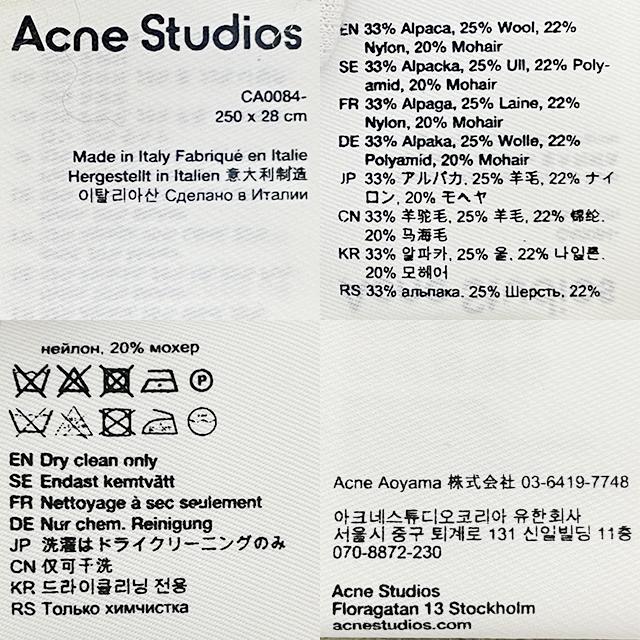 Acne Studios
CA0084-
250 x 28 cm
Made in Italy Fabriqué en Italie
Hergestellt in Italien 意大利制造
이탈리아산 Сделано в Италии
EN 33% Alpaca, 25% Wool, 22%
Nylon, 20% Mohair
SE 33% Alpacka, 25% Ull, 22% Poly-
amid, 20% Mohair
FR 33% Alpaga, 25% Laine, 22%
Nylon, 20% Mohair
DE 33% Alpaka, 25% Wolle, 22%
Polyamid, 20% Mohair
JP 33% アルパカ, 25% 羊毛, 22% ナイ
ロン, 20% モヘヤ
CN 33% 羊驼毛, 25% 羊毛, 22% 锦纶,
20% 马海毛
KR 33% 알파카, 25% 울, 22% 나일론,
20% 모헤어
RS 33% альпака, 25% Шерсть, 22%
нейлон, 20% мохер
P
EN Dry clean only
SE Endast kemtvätt
FR Nettoyage à sec seulement
DE Nur chem. Reinigung
JP 洗濯はドライクリーニングのみ
CN 仅可干洗
KR 드라이클리닝 전용
RS Только химчистка
Acne Aoyama 株式会社 03-6419-7748
아크네스튜디오코리아 유한회사
서울시 중구 퇴계로 131 신일빌딩 11층
070-8872-230
Acne Studios
Floragatan 13 Stockholm
acnestudios.com